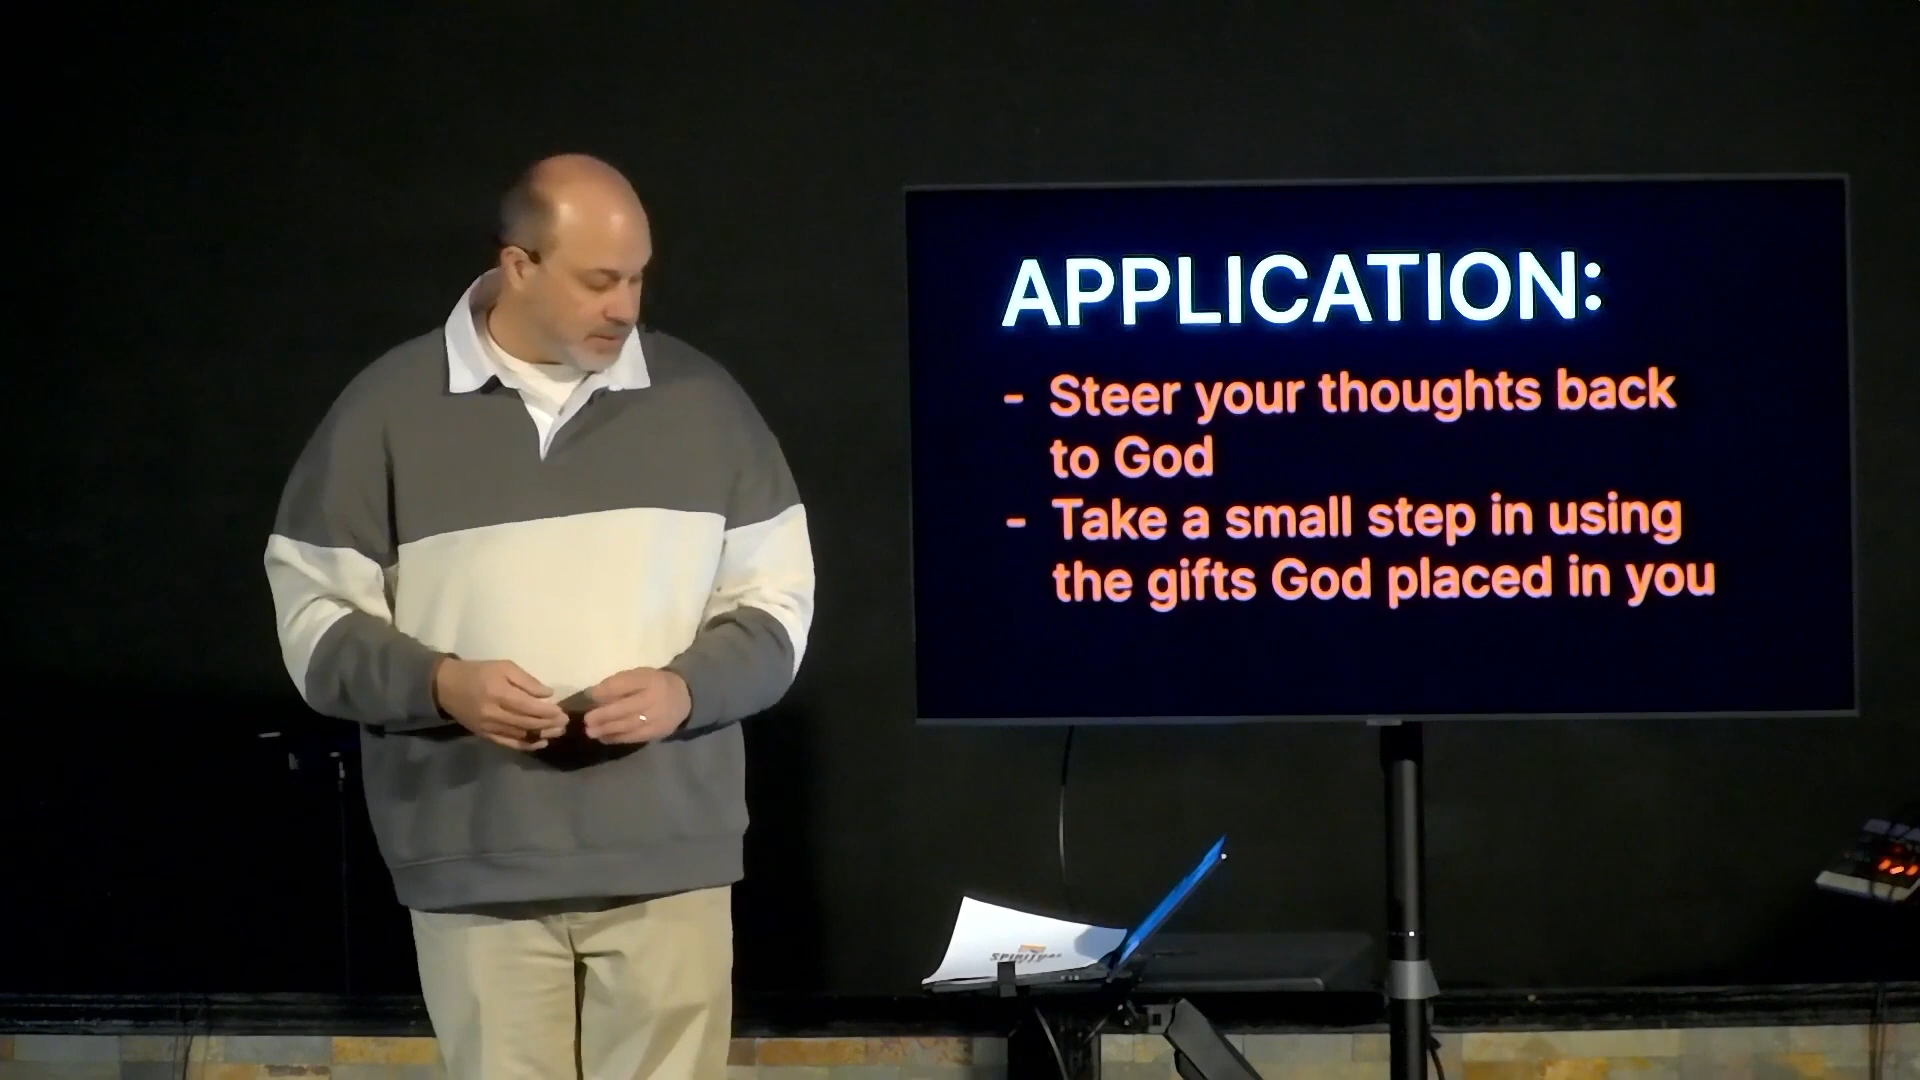 APPLICATION:
- Steer your thoughts back
to God
- Take a small step in using
the gifts God placed in you